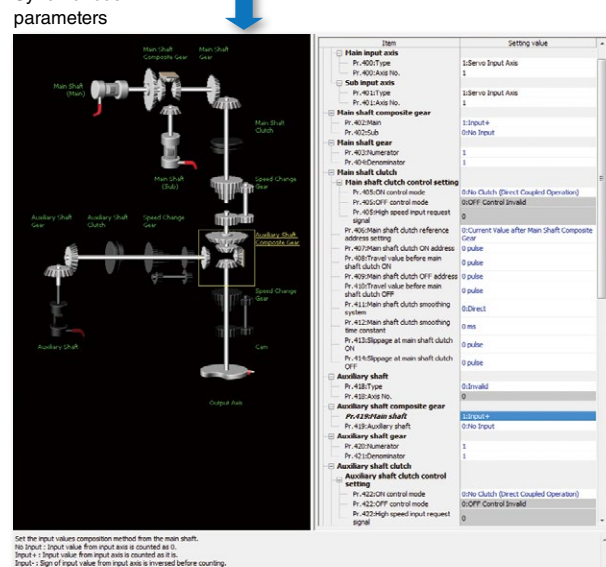 parameters
Main Shaft
Composite Gear
Main Shaft
Gear
Main Shaft
(Main)
Main Shaft
Clutch
Main Shaft
(Sub)
Speed Change
Gear
Auxiliary Shaft
Gear
Auxiliary Shaft
Clutch
Speed Change
Gear
Auxiliary Shaft
Composite Gear
Speed Change
Gear
Auxiliary Shaft
Cam
Output Axis
Item Setting value
Main input axis
Pr.400:Type 1:Servo Input Axis
Pr.400:Axis No. 1
Sub input axis
Pr.401:Type 1:Servo Input Axis
Pr.401:Axis No. 1
Main shaft composite gear
Pr.402:Main 1:Input+
Pr.402:Sub 0:No Input
Main shaft gear
Pr.403:Numerator 1
Pr.404:Denominator 1
Main shaft clutch
Main shaft clutch control setting
Pr.405:ON control mode 0:No Clutch (Direct Coupled Operation)
Pr.405:OFF control mode 0:OFF Control Invalid
Pr.405:High speed input request
signal 0
Pr.406:Main shaft clutch reference
address setting 0:Current Value after Main Shaft Composite
Gear
Pr.407:Main shaft clutch ON address 0 pulse
Pr.408:Travel value before main
shaft clutch ON 0 pulse
Pr.409:Main shaft clutch OFF address 0 pulse
Pr.410:Travel value before main
shaft clutch OFF 0 pulse
Pr.411:Main shaft clutch smoothing
system 0:Direct
Pr.412:Main shaft clutch smoothing
time constant 0 ms
Pr.413:Slippage at main shaft clutch
ON 0 pulse
Pr.414:Slippage at main shaft clutch
OFF 0 pulse
Auxiliary shaft
Pr.418:Type 0:Invalid
Pr.418:Axis No. 0
Auxiliary shaft composite gear
Pr.419:Main shaft 1:Input+
Pr.419:Auxiliary shaft 0:No Input
Auxiliary shaft gear
Pr.420:Numerator 1
Pr.421:Denominator 1
Auxiliary shaft clutch
Auxiliary shaft clutch control
setting
Pr.422:ON control mode 0:No Clutch (Direct Coupled Operation)
Pr.422:OFF control mode 0:OFF Control Invalid
Pr.422:High speed input request
signal 0
Set the input values composition method from the main shaft.
No Input : Input value from input axis is counted as 0.
Input+ : Input value from input axis is counted as it is.
Input- : Sign of input value from input axis is inversed before counting.